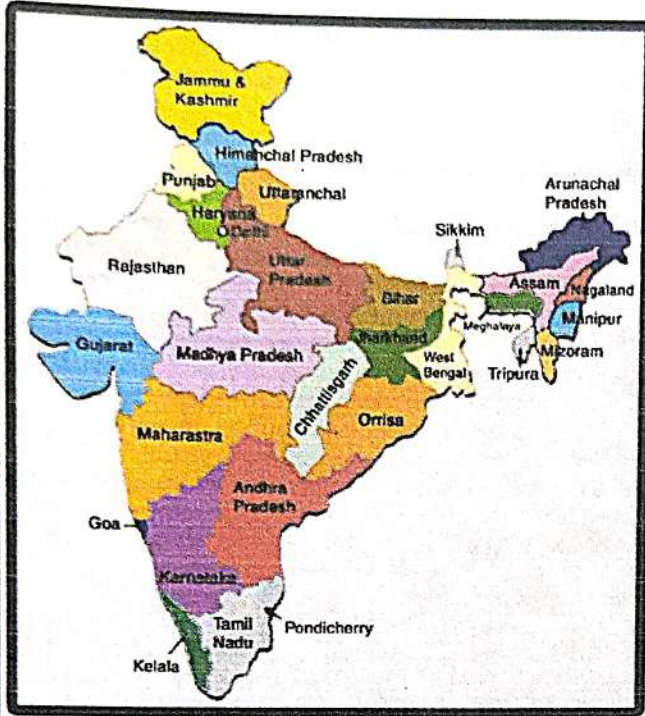 Jammu &
Kashmir
Himanchal Pradesh
Punjab
Uttaranchal
Haryana
Delhi
Arunachal
Pradesh
Sikkim
Rajasthan
Uttar
Pradesh
Assam
Nagaland
Bihar
Manipur
Meghalaya
Jharkhand
Gujarat
Madhya Pradesh
West
Bengal
Mizoram
Tripura
Chhattisgarh
Orrisa
Maharastra
Andhra
Pradesh
Goa
Karnataka
Tamil
Nadu
Pondicherry
Kelala